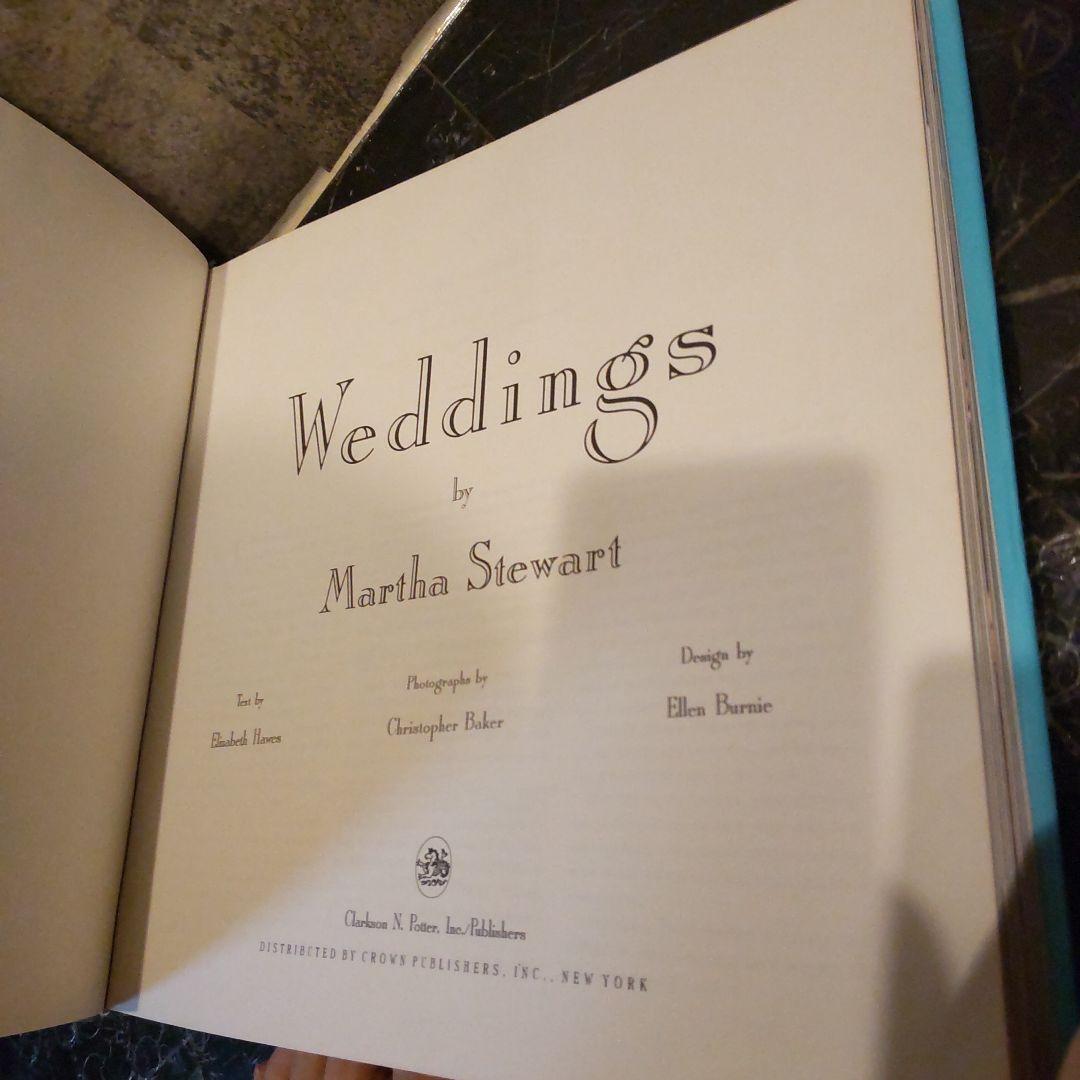 Weddings
by
Martha Stewart
Text by
Elizabeth Hawes
Photographs by
Christopher Baker
Design by
Ellen Burnie
Clarkson N. Potter, Inc./Publishers
DISTRIBUTED BY CROWN PUBLISHERS, INC., NEW YORK